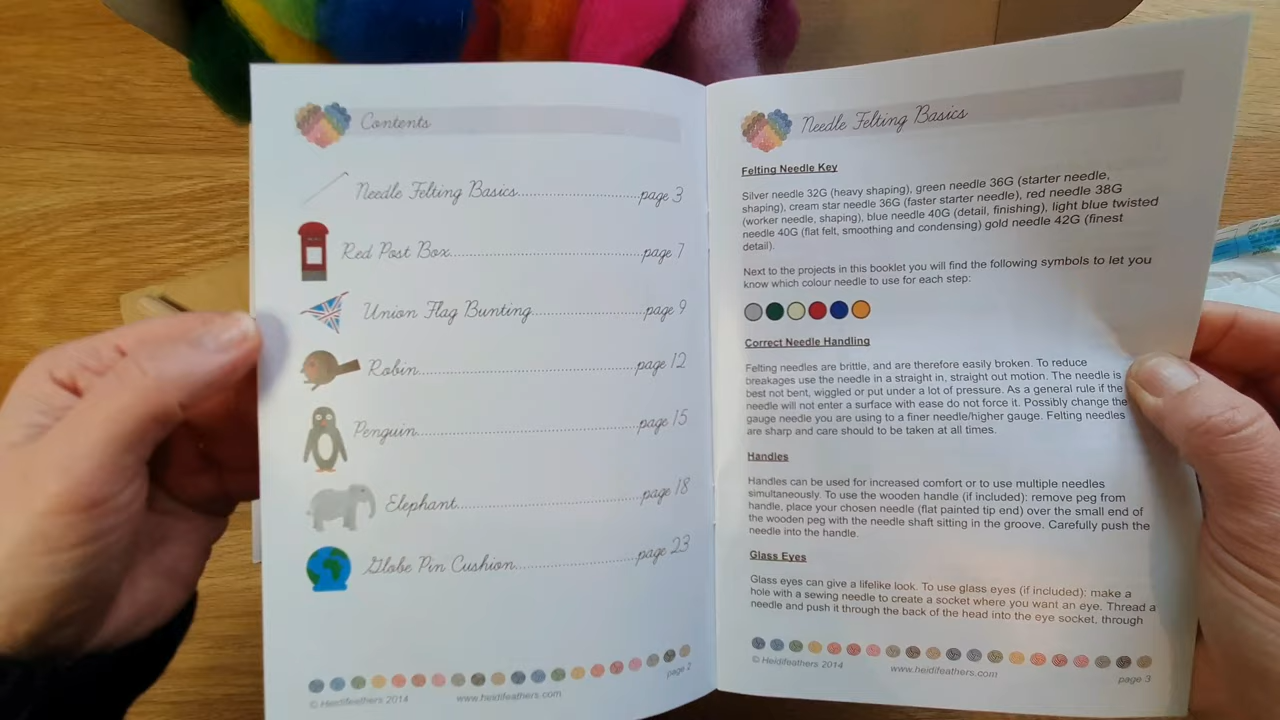 Contents
Needle Felting Basics..............................page 3
Red Post Box..............................page 7
Union Flag Bunting..............................page 9
Robin..............................page 12
Penguin..............................page 15
Elephant..............................page 18
Globe Pin Cushion..............................page 23
page 2
© Heidifeathers 2014 www.heidifeathers.com
Needle Felting Basics
Felting Needle Key
Silver needle 32G (heavy shaping), green needle 36G (starter needle,
shaping), cream star needle 36G (faster starter needle), red needle 38G
(worker needle, shaping), blue needle 40G (detail, finishing), light blue twisted
needle 40G (flat felt, smoothing and condensing) gold needle 42G (finest
detail).
Next to the projects in this booklet you will find the following symbols to let you
know which colour needle to use for each step:
Correct Needle Handling
Felting needles are brittle, and are therefore easily broken. To reduce
breakages use the needle in a straight in, straight out motion. The needle is
best not bent, wiggled or put under a lot of pressure. As a general rule if the
needle will not enter a surface with ease do not force it. Possibly change the
gauge needle you are using to a finer needle/higher gauge. Felting needles
are sharp and care should to be taken at all times.
Handles
Handles can be used for increased comfort or to use multiple needles
simultaneously. To use the wooden handle (if included): remove peg from
handle, place your chosen needle (flat painted tip end) over the small end of
the wooden peg with the needle shaft sitting in the groove. Carefully push the
needle into the handle.
Glass Eyes
Glass eyes can give a lifelike look. To use glass eyes (if included): make a
hole with a sewing needle to create a socket where you want an eye. Thread a
needle and push it through the back of the head into the eye socket, through
© Heidifeathers 2014 www.heidifeathers.com
page 3